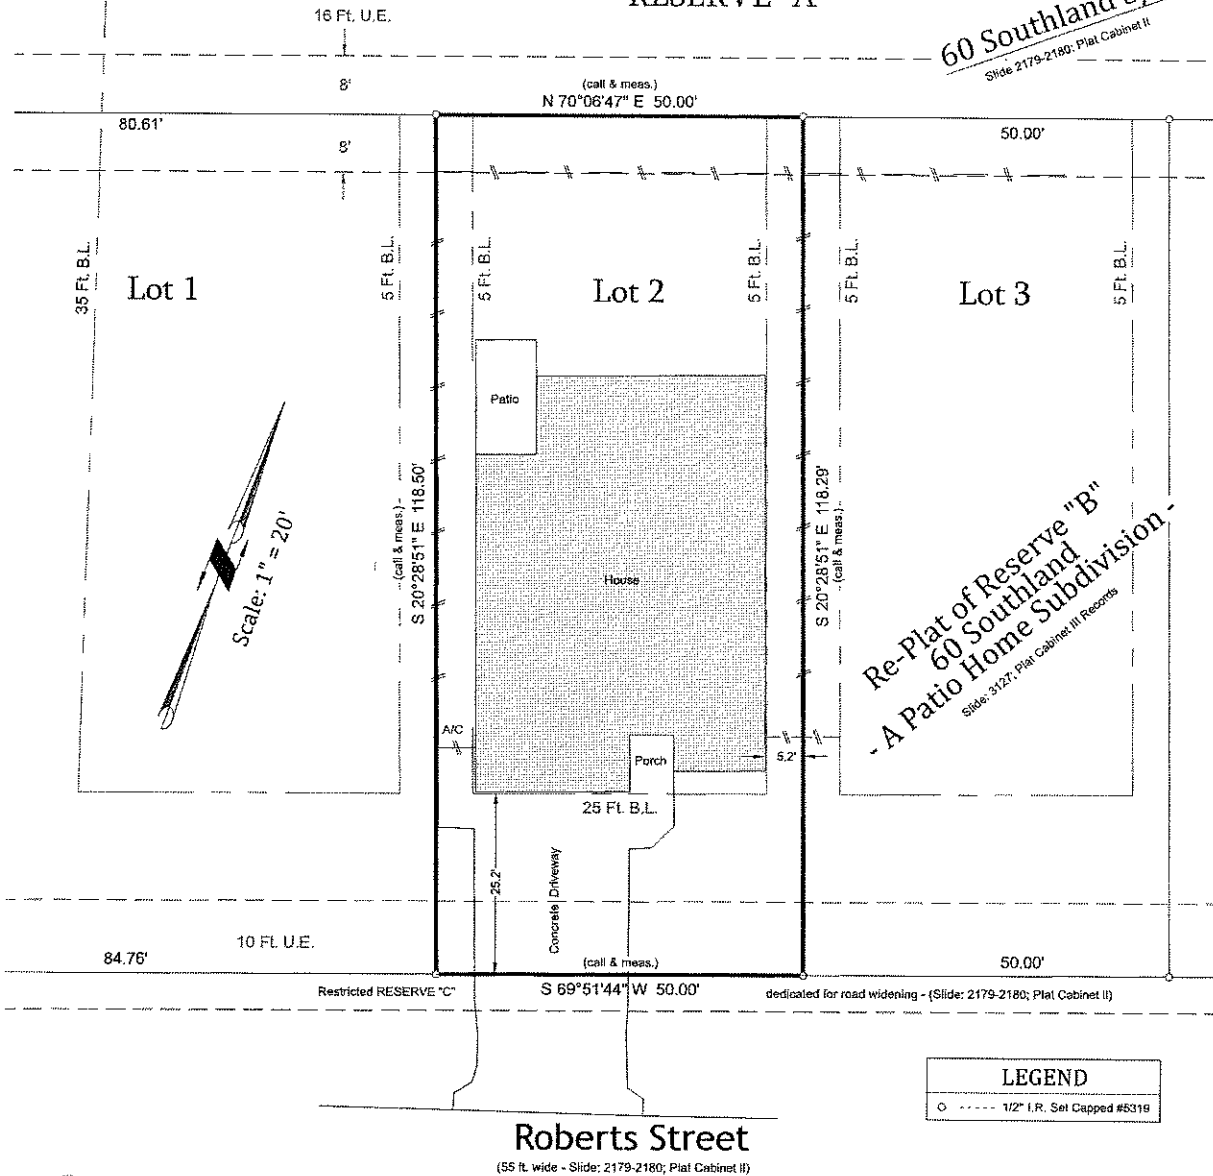 RESERVE "A"
16 Ft. U.E.
60 Southland
Slide 2179-2180; Plat Cabinet II
8'
(call & meas.)
N 70°06'47" E 50.00'
80.61'
50.00'
8'
35 Ft. B.L.
Lot 1
5 Ft. B.L.
5 Ft. B.L.
Lot 2
5 Ft. B.L.
5 Ft. B.L.
Lot 3
5 Ft. B.L.
Patio
(call & meas.)
S 20°28'51" E 118.50'
S 20°28'51" E 118.29'
(call & meas.)
Scale: 1" = 20'
House
Re-Plat of Reserve "B"
60 Southland
- A Patio Home Subdivision -
Slide: 3127; Plat Cabinet III Records
A/C
Porch
5.2'
25 Ft. B.L.
25.2'
Concrete Driveway
10 Ft. U.E.
84.76'
(call & meas.)
50.00'
Restricted RESERVE "C"
S 69°51'44" W 50.00'
dedicated for road widening - (Slide: 2179-2180; Plat Cabinet II)
LEGEND
1/2" I.R. Set Capped #5319
Roberts Street
(55 ft. wide - Slide: 2179-2180; Plat Cabinet II)